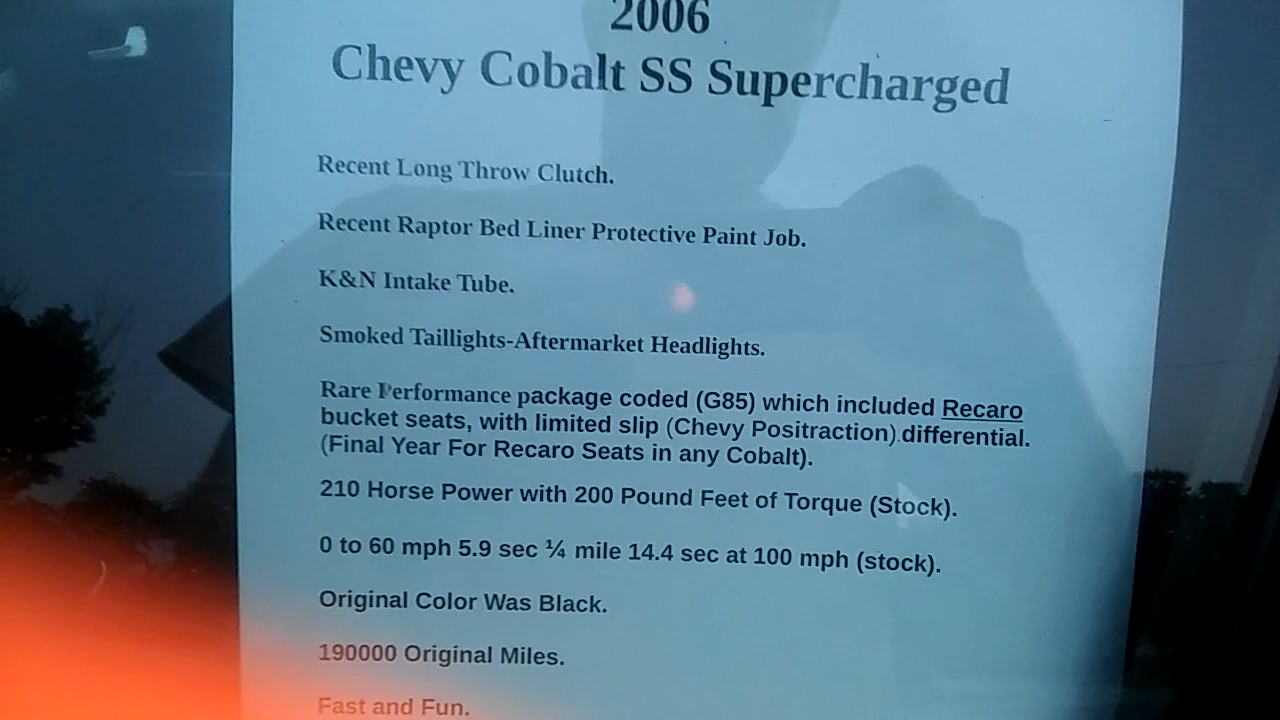 2006
Chevy Cobalt SS Supercharged
Recent Long Throw Clutch.
Recent Raptor Bed Liner Protective Paint Job.
K&N Intake Tube.
Smoked Taillights-Aftermarket Headlights.
Rare Performance package coded (G85) which included Recaro
bucket seats, with limited slip (Chevy Positraction).differential.
(Final Year For Recaro Seats in any Cobalt).
210 Horse Power with 200 Pound Feet of Torque (Stock).
0 to 60 mph 5.9 sec ¼ mile 14.4 sec at 100 mph (stock).
Original Color Was Black.
190000 Original Miles.
Fast and Fun.